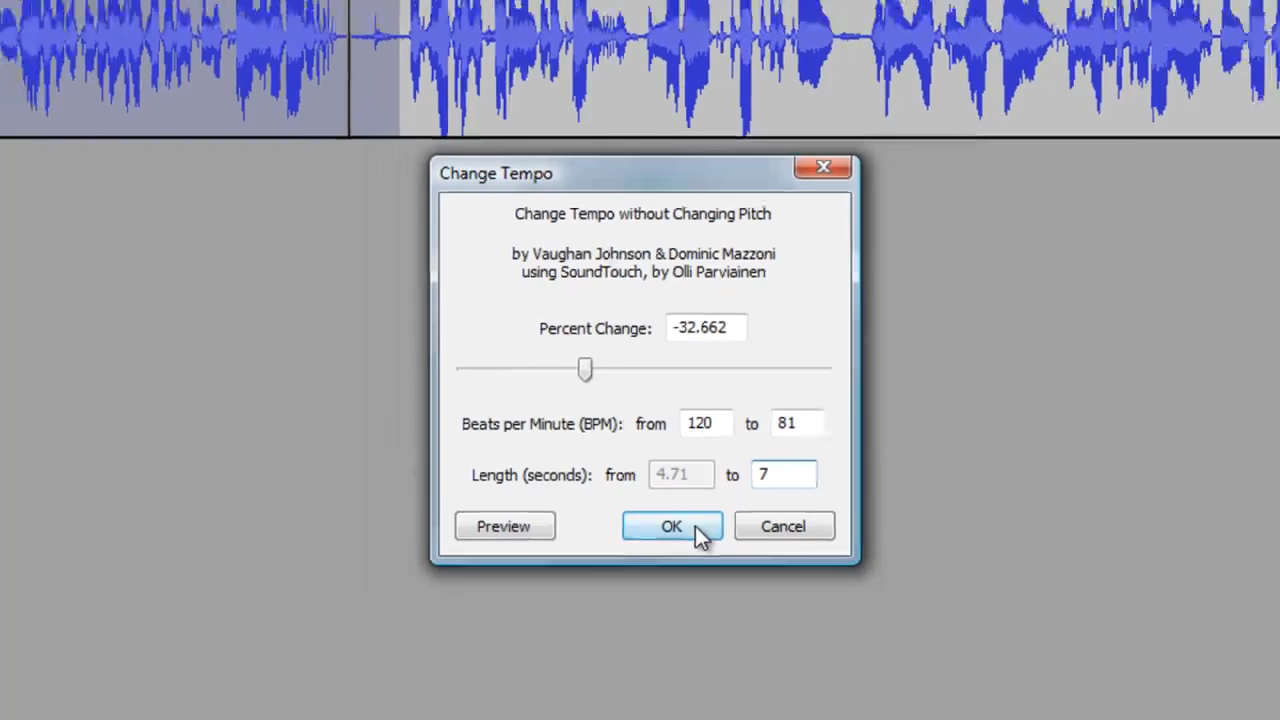 Change Tempo
Change Tempo without Changing Pitch
by Vaughan Johnson & Dominic Mazzoni
using SoundTouch, by Olli Parviainen
Percent Change: -32.662
Beats per Minute (BPM): from 120 to 81
Length (seconds): from 4.71 to 7
Preview OK Cancel